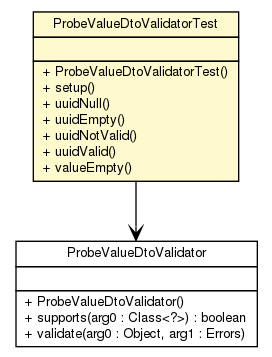 ProbeValueDtoValidatorTest
+ ProbeValueDtoValidatorTest()
+ setup()
+ uuidNull()
+ uuidEmpty()
+ uuidNotValid()
+ uuidValid()
+ valueEmpty()
ProbeValueDtoValidator
+ ProbeValueDtoValidator()
+ supports(arg0 : Class<?>) : boolean
+ validate(arg0 : Object, arg1 : Errors)